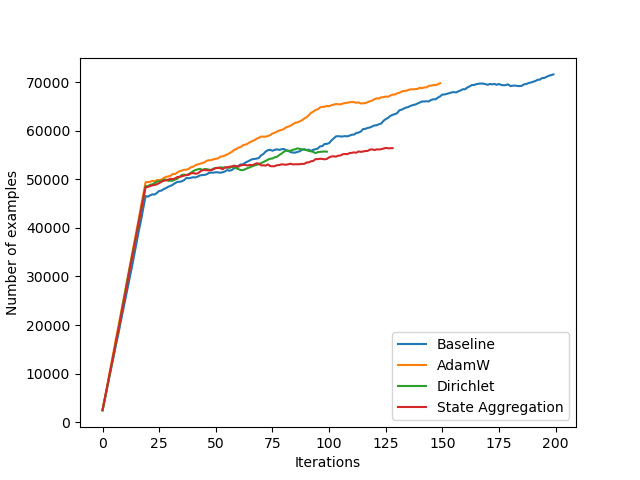 70000
60000
50000
40000
30000
20000
10000
0
Number of examples
0 25 50 75 100 125 150 175 200
Iterations
Baseline
AdamW
Dirichlet
State Aggregation